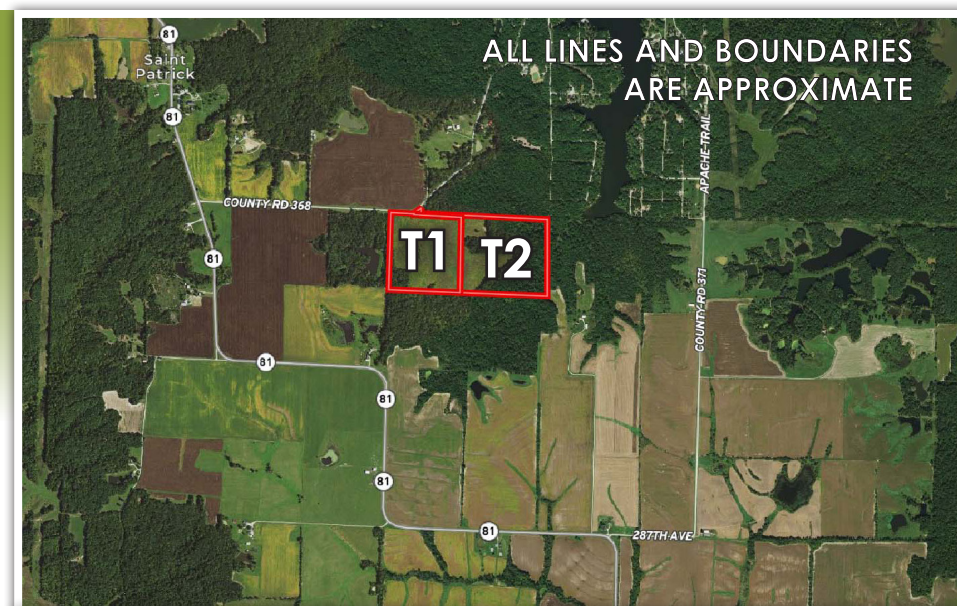 ALL LINES AND BOUNDARIES
ARE APPROXIMATE
81
Saint
Patrick
81
APACHE TRAIL
COUNTY RD 368
T1
T2
81
COUNTY RD 371
81
81
81
81
287TH AVE